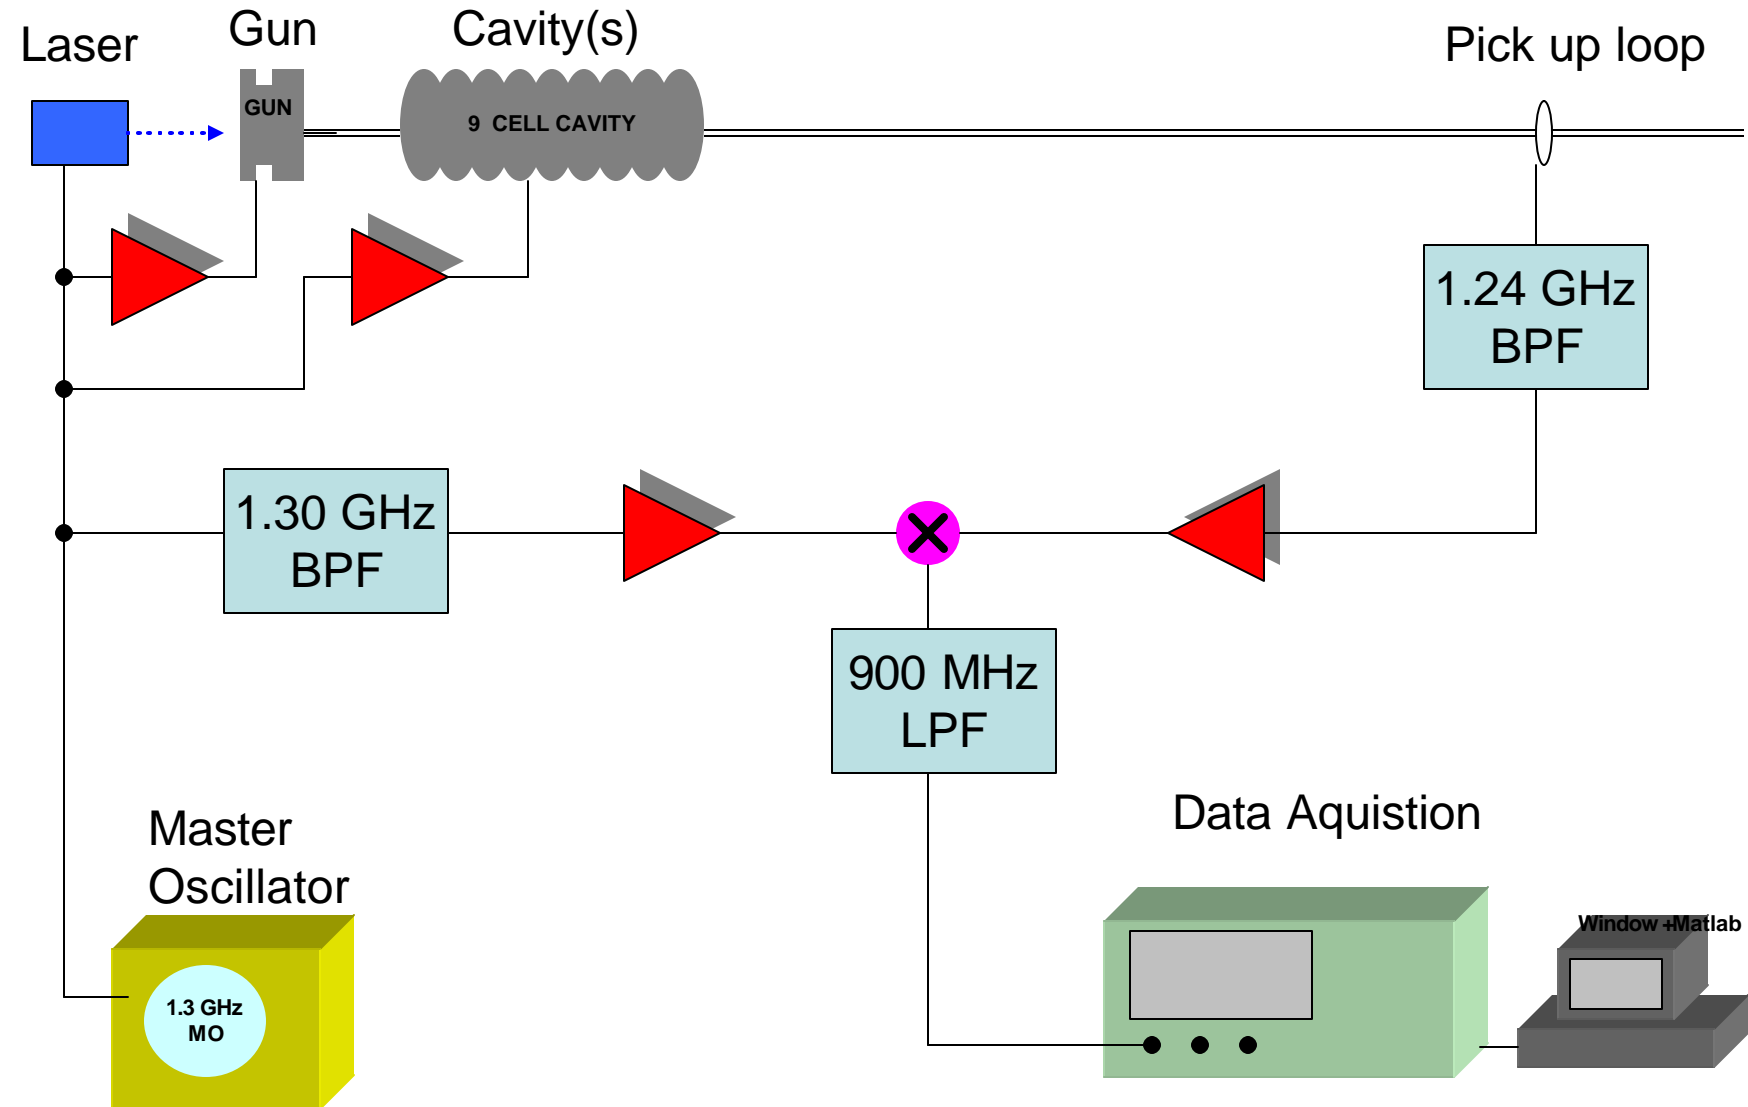 Laser
Gun
Cavity(s)
Pick up loop
GUN
9 CELL CAVITY
1.24 GHz
BPF
1.30 GHz
BPF
900 MHz
LPF
Master
Oscillator
1.3 GHz
MO
Data Aquistion
Window +Matlab